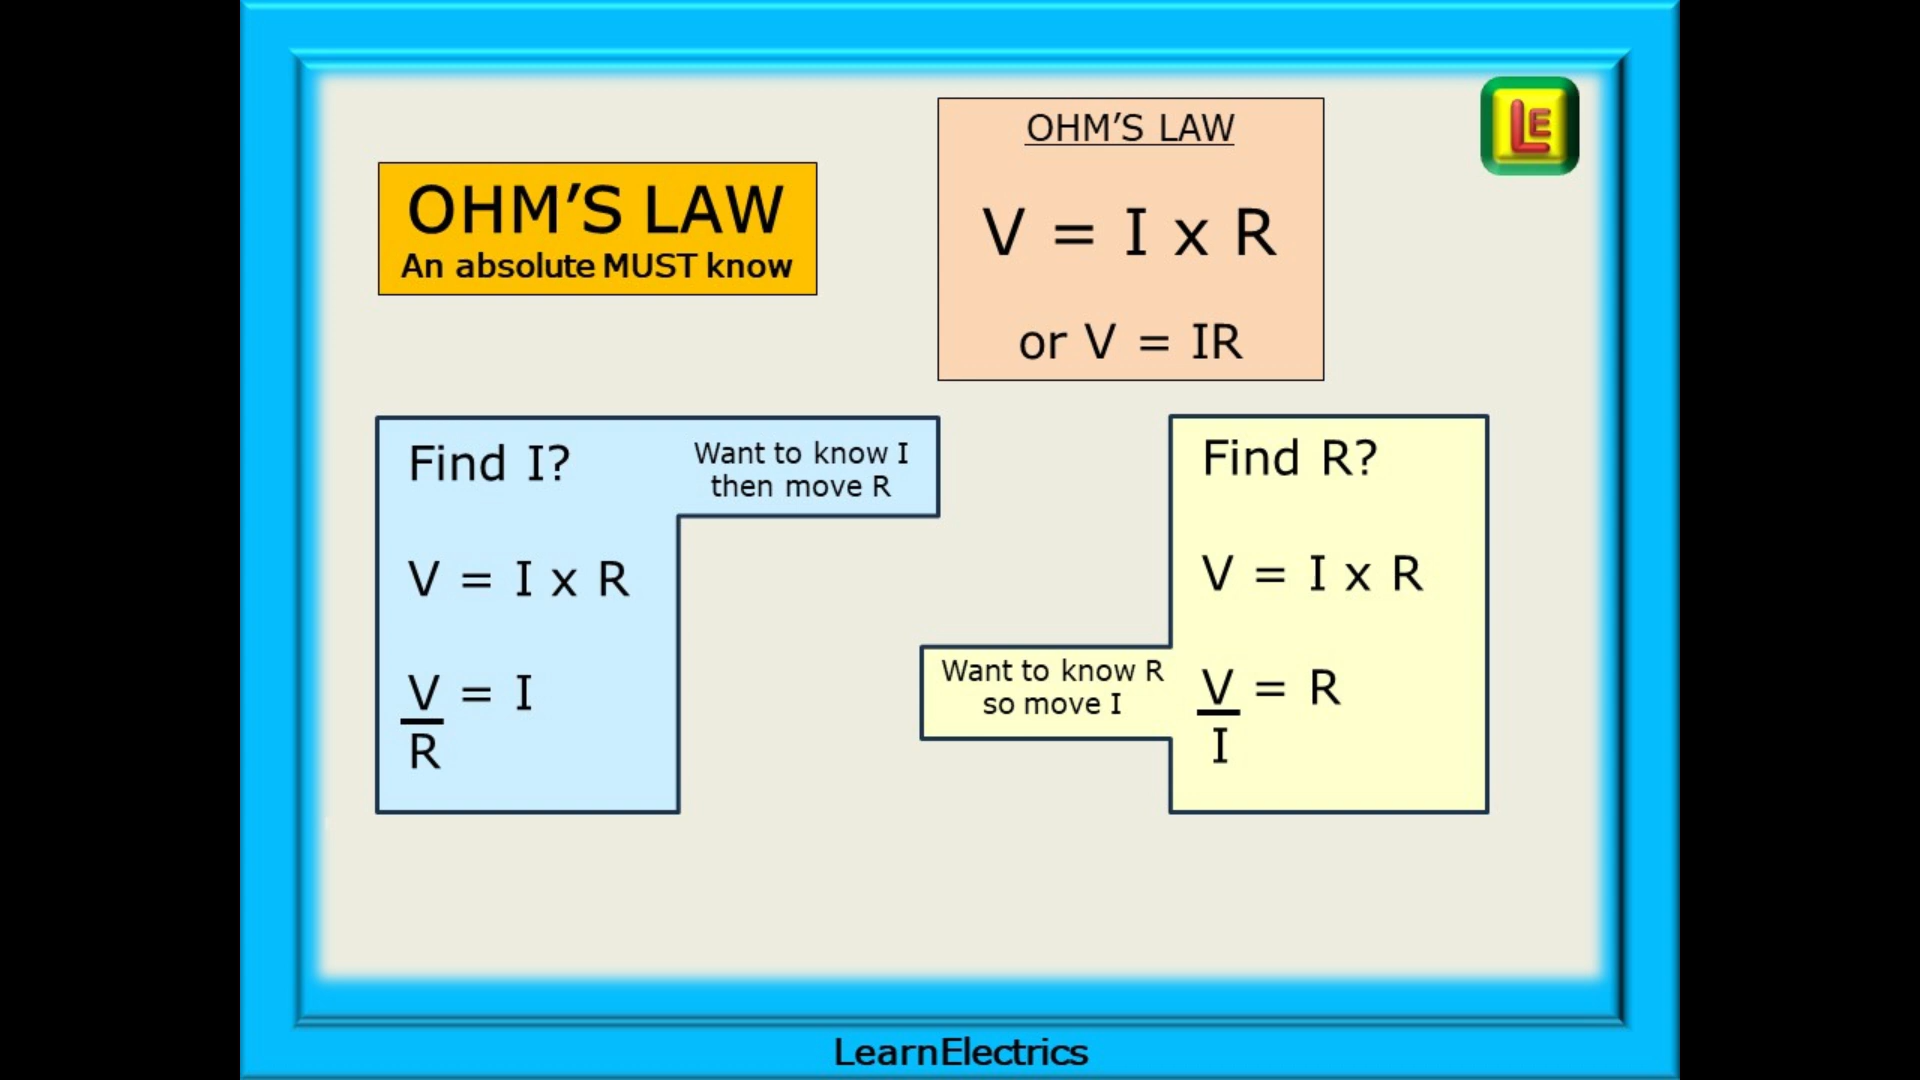 OHM’S LAW
An absolute MUST know
OHM’S LAW
V = I x R
or V = IR
LE
Find I?
Want to know I
then move R
V = I x R
V = I
R
Find R?
V = I x R
Want to know R
so move I
V = R
I
LearnElectrics